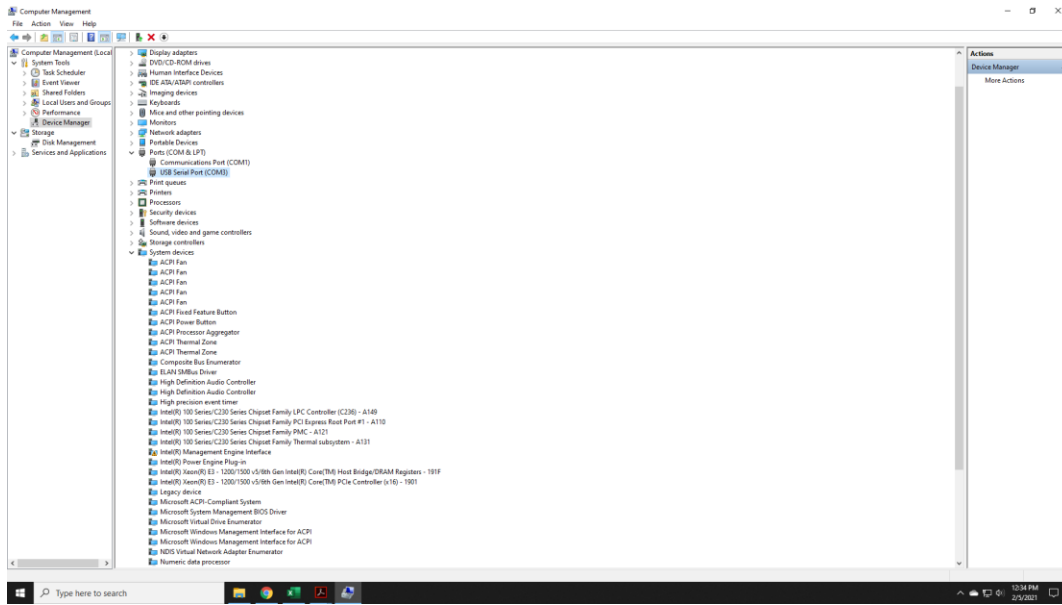 Computer Management
File Action View Help
Computer Management (Local
System Tools
Task Scheduler
Event Viewer
Shared Folders
Local Users and Groups
Performance
Device Manager
Storage
Disk Management
Services and Applications
Display adapters
DVD/CD-ROM drives
Human Interface Devices
IDE ATA/ATAPI controllers
Imaging devices
Keyboards
Mice and other pointing devices
Monitors
Network adapters
Portable Devices
Ports (COM & LPT)
Communications Port (COM1)
USB Serial Port (COM3)
Print queues
Printers
Processors
Security devices
Software devices
Sound, video and game controllers
Storage controllers
System devices
ACPI Fan
ACPI Fan
ACPI Fan
ACPI Fan
ACPI Fan
ACPI Fixed Feature Button
ACPI Power Button
ACPI Processor Aggregator
ACPI Thermal Zone
ACPI Thermal Zone
Composite Bus Enumerator
ELAN SMBus Driver
High Definition Audio Controller
High Definition Audio Controller
High precision event timer
Intel(R) 100 Series/C230 Series Chipset Family LPC Controller (C236) - A149
Intel(R) 100 Series/C230 Series Chipset Family PCI Express Root Port #1 - A110
Intel(R) 100 Series/C230 Series Chipset Family PMC - A121
Intel(R) 100 Series/C230 Series Chipset Family Thermal subsystem - A131
Intel(R) Management Engine Interface
Intel(R) Power Engine Plug-in
Intel(R) Xeon(R) E3 - 1200/1500 v5/6th Gen Intel(R) Core(TM) Host Bridge/DRAM Registers - 191F
Intel(R) Xeon(R) E3 - 1200/1500 v5/6th Gen Intel(R) Core(TM) PCIe Controller (x16) - 1901
Legacy device
Microsoft ACPI-Compliant System
Microsoft System Management BIOS Driver
Microsoft Virtual Drive Enumerator
Microsoft Windows Management Interface for ACPI
Microsoft Windows Management Interface for ACPI
NDIS Virtual Network Adapter Enumerator
Numeric data processor
Actions
Device Manager
More Actions
Type here to search
12:34 PM
2/5/2021